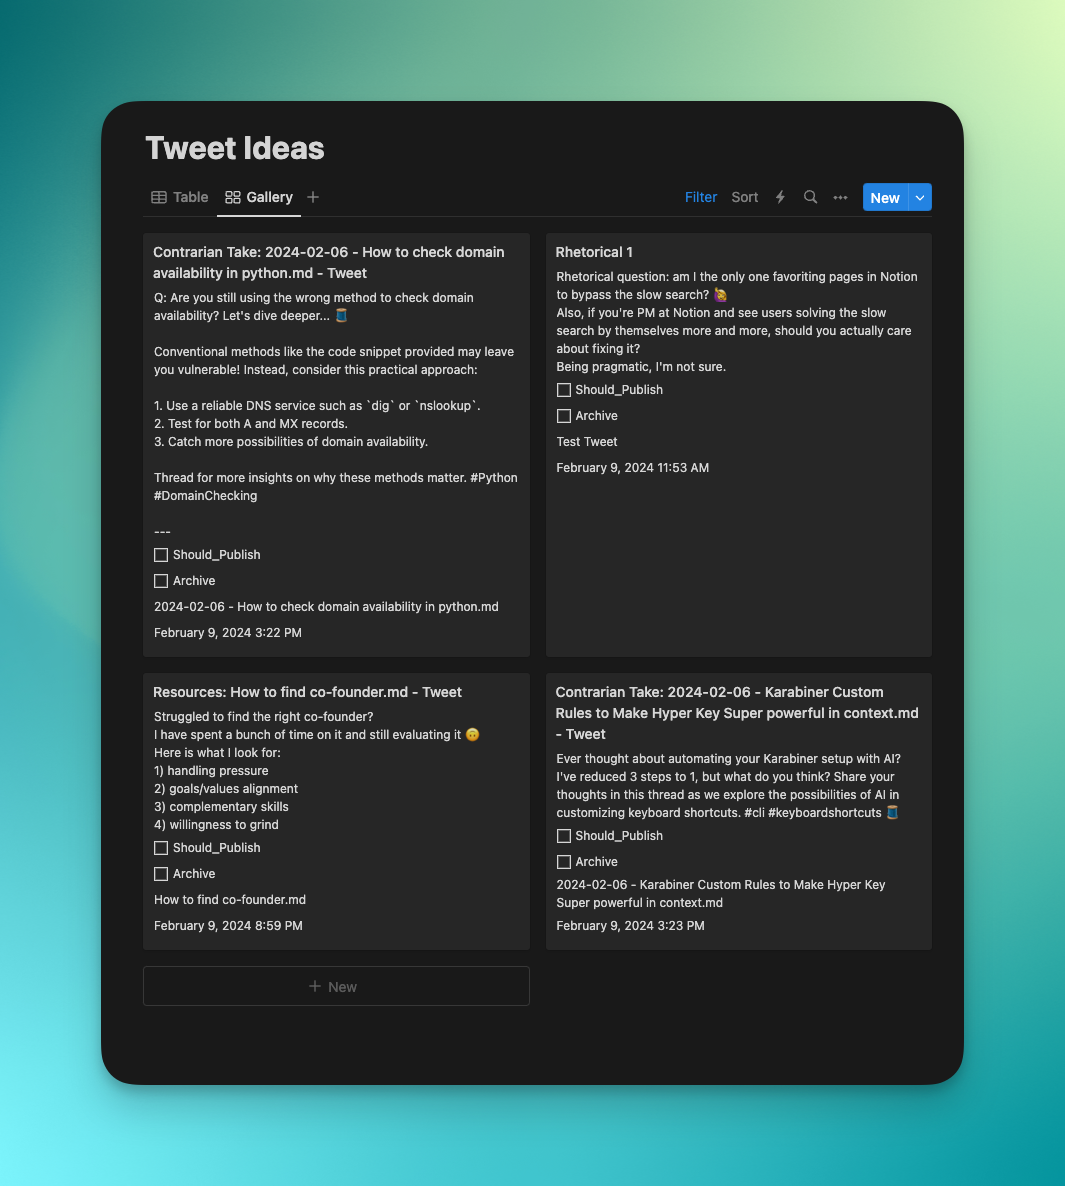 Tweet Ideas
Table
Gallery
Filter
Sort
New
Contrarian Take: 2024-02-06 - How to check domain
availability in python.md - Tweet
Q: Are you still using the wrong method to check domain
availability? Let's dive deeper... 🧵
Conventional methods like the code snippet provided may leave
you vulnerable! Instead, consider this practical approach:
1. Use a reliable DNS service such as `dig` or `nslookup`.
2. Test for both A and MX records.
3. Catch more possibilities of domain availability.
Thread for more insights on why these methods matter. #Python
#DomainChecking
---
Should_Publish
Archive
2024-02-06 - How to check domain availability in python.md
February 9, 2024 3:22 PM
Rhetorical 1
Rhetorical question: am I the only one favoriting pages in Notion
to bypass the slow search? 🙋
Also, if you're PM at Notion and see users solving the slow
search by themselves more and more, should you actually care
about fixing it?
Being pragmatic, I'm not sure.
Should_Publish
Archive
Test Tweet
February 9, 2024 11:53 AM
Resources: How to find co-founder.md - Tweet
Struggled to find the right co-founder?
I have spent a bunch of time on it and still evaluating it 🙃
Here is what I look for:
1) handling pressure
2) goals/values alignment
3) complementary skills
4) willingness to grind
Should_Publish
Archive
How to find co-founder.md
February 9, 2024 8:59 PM
Contrarian Take: 2024-02-06 - Karabiner Custom
Rules to Make Hyper Key Super powerful in context.md
- Tweet
Ever thought about automating your Karabiner setup with AI?
I've reduced 3 steps to 1, but what do you think? Share your
thoughts in this thread as we explore the possibilities of AI in
customizing keyboard shortcuts. #cli #keyboardshortcuts 🧵
Should_Publish
Archive
2024-02-06 - Karabiner Custom Rules to Make Hyper Key
Super powerful in context.md
February 9, 2024 3:23 PM
New